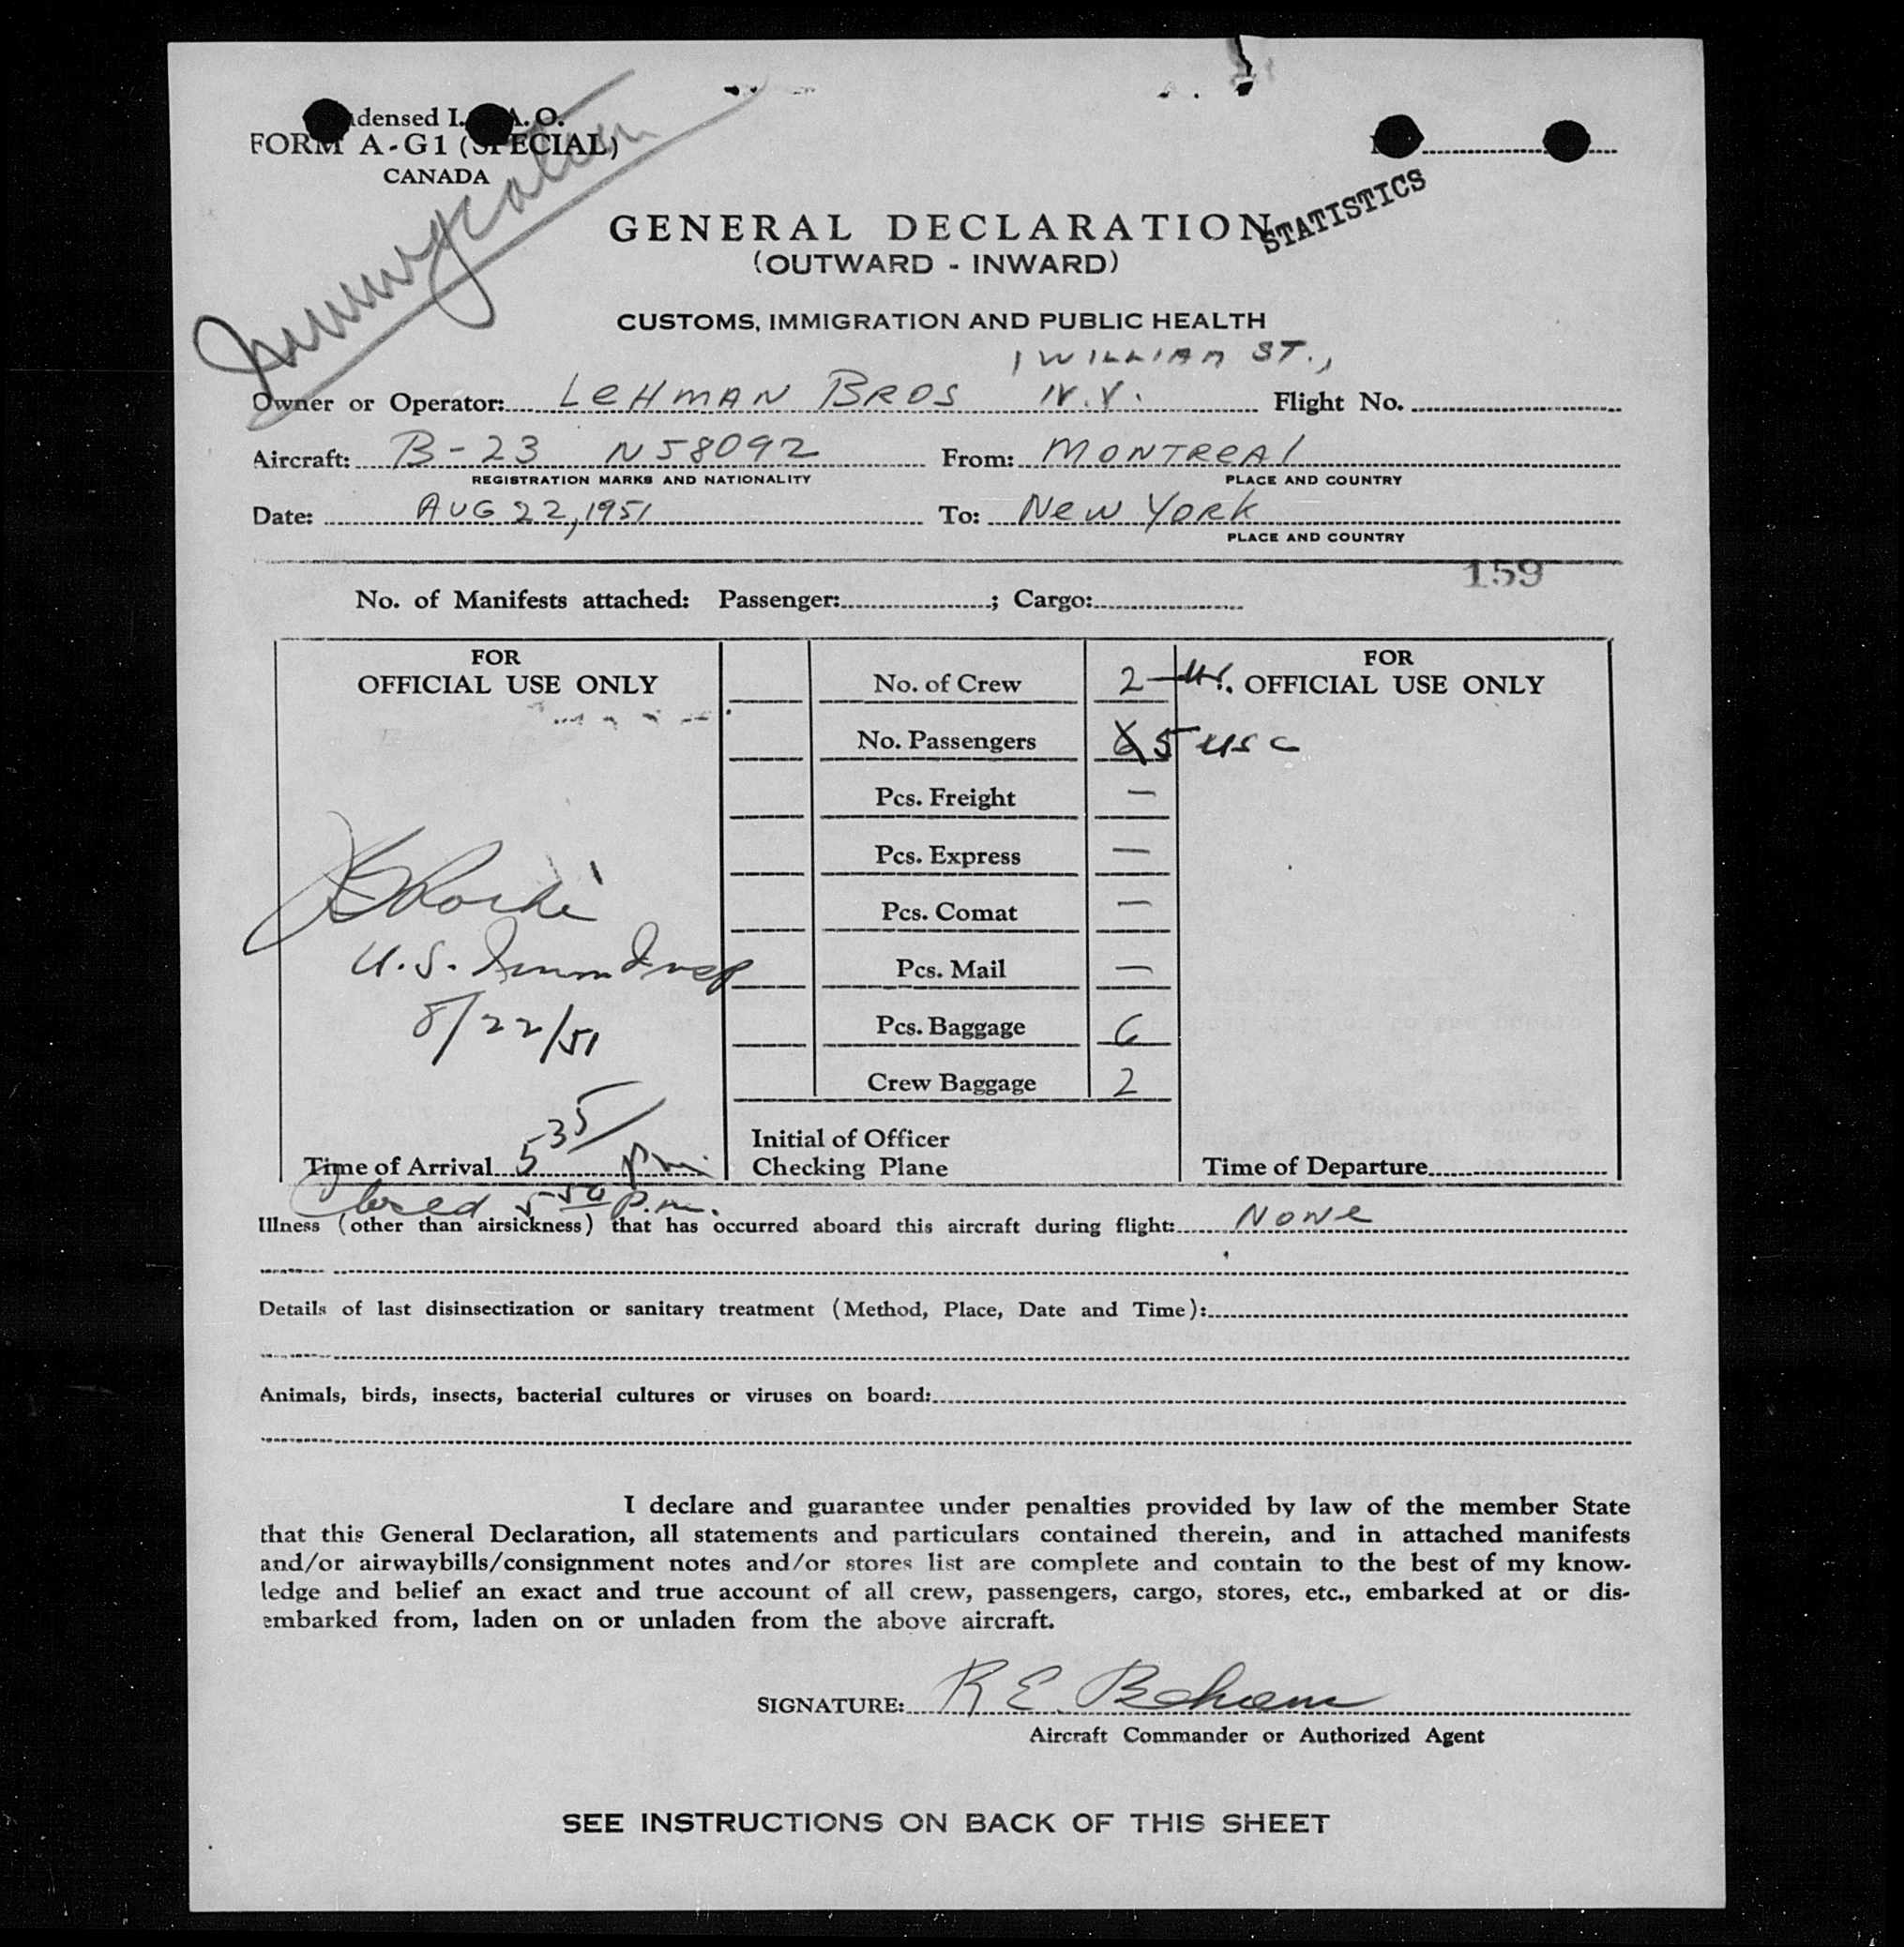 densed I. A.O.
FORM A-G1 (SPECIAL)
CANADA
Immigration
STATISTICS
GENERAL DECLARATION
(OUTWARD - INWARD)
CUSTOMS, IMMIGRATION AND PUBLIC HEALTH
1 WILLIAM ST.,
Owner or Operator: LeHMAN BROS N.Y. Flight No.
Aircraft: B-23 N58092 From: MONTREAl
REGISTRATION MARKS AND NATIONALITY PLACE AND COUNTRY
Date: AUG 22, 1951 To: New YORK
PLACE AND COUNTRY
159
No. of Manifests attached: Passenger: ; Cargo:
FOR
OFFICIAL USE ONLY
No. of Crew 2
FOR
OFFICIAL USE ONLY
No. Passengers 6 5 USC
Pcs. Freight —
Pcs. Express —
Pcs. Comat —
Pcs. Mail —
Pcs. Baggage 6
Crew Baggage 2
U.S. Imm Insp
8/22/51
Initial of Officer
Checking Plane
Time of Arrival 5 35/ pm.
Time of Departure
Closed 5 50 p.m.
Illness (other than airsickness) that has occurred aboard this aircraft during flight: NoNe
Details of last disinsectization or sanitary treatment (Method, Place, Date and Time):
Animals, birds, insects, bacterial cultures or viruses on board:
I declare and guarantee under penalties provided by law of the member State
that this General Declaration, all statements and particulars contained therein, and in attached manifests
and/or airwaybills/consignment notes and/or stores list are complete and contain to the best of my know-
ledge and belief an exact and true account of all crew, passengers, cargo, stores, etc., embarked at or dis-
embarked from, laden on or unladen from the above aircraft.
SIGNATURE: R E Beham
Aircraft Commander or Authorized Agent
SEE INSTRUCTIONS ON BACK OF THIS SHEET